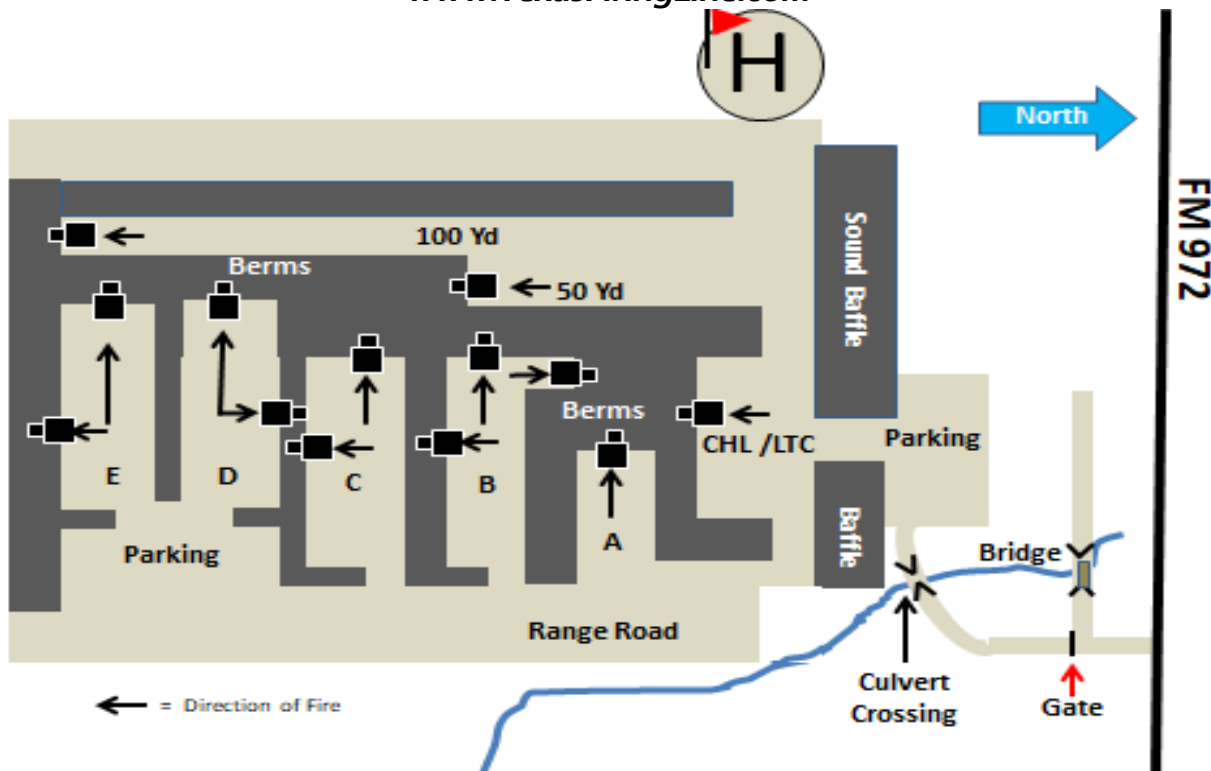 H
North
FM 972
100 Yd
Berms
50 Yd
Sound Baffle
Berms
CHL /LTC
Parking
E
D
C
B
A
Parking
Baffle
Bridge
Range Road
Culvert
Crossing
Gate
= Direction of Fire